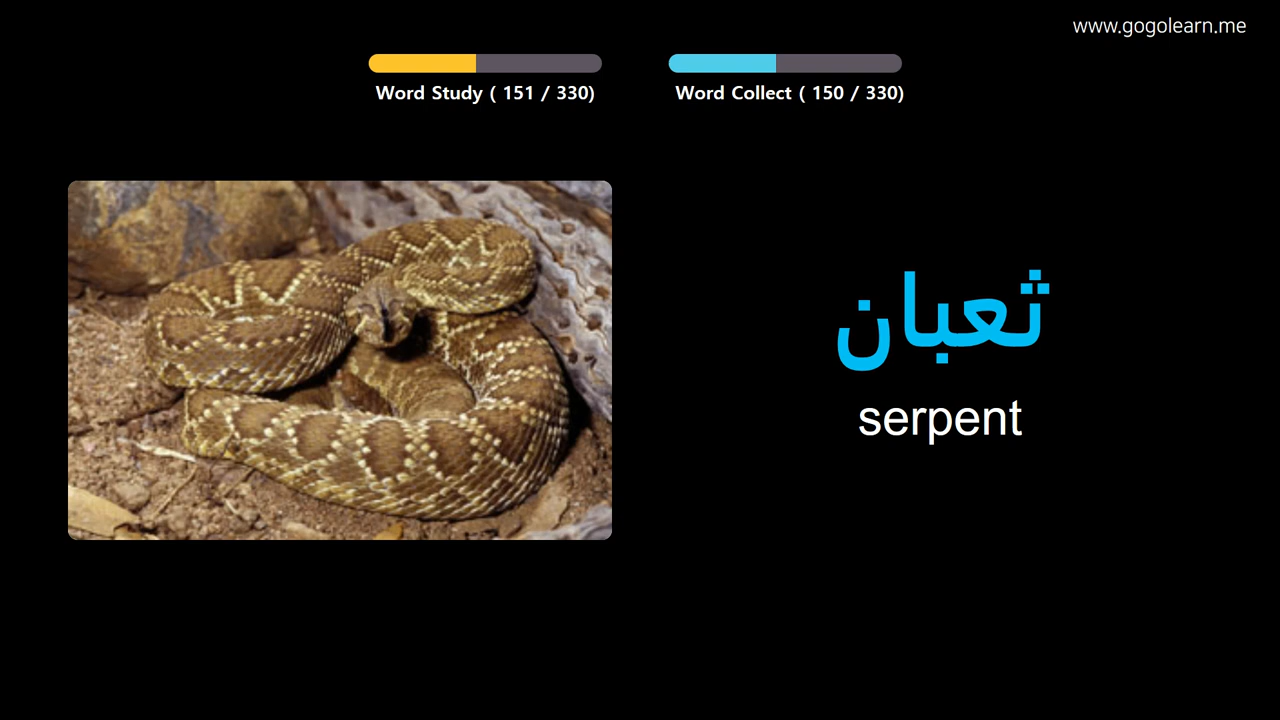 www.gogolearn.me
Word Study ( 151 / 330)
Word Collect ( 150 / 330)
ثعبان
serpent